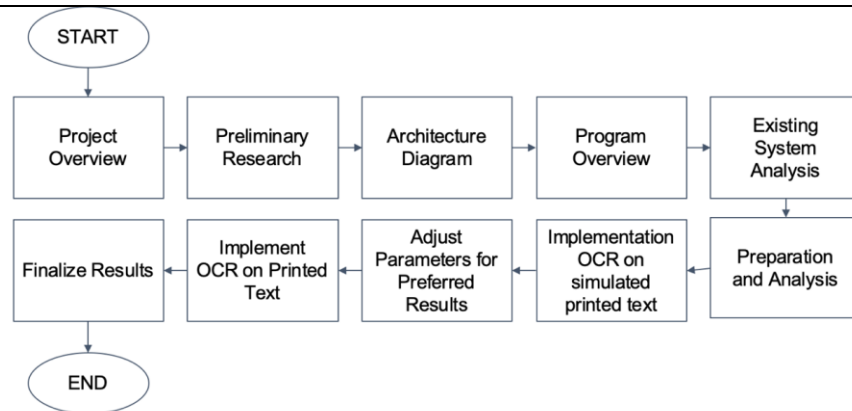 START
Project
Overview
Preliminary
Research
Architecture
Diagram
Program
Overview
Existing
System
Analysis
Preparation
and Analysis
Implementation
OCR on
simulated
printed text
Adjust
Parameters for
Preferred
Results
Implement
OCR on Printed
Text
Finalize Results
END